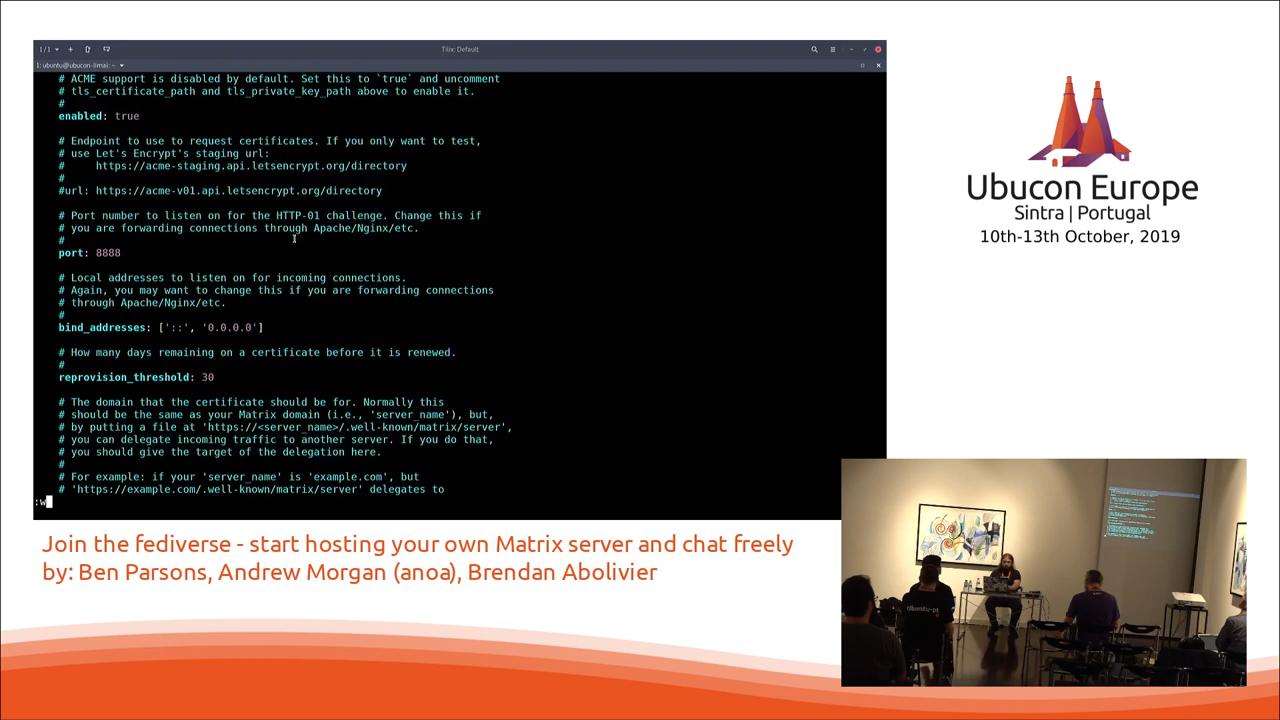 1/1
Tilix: Default
1: ubuntu@ubucon-limai: ~
# ACME support is disabled by default. Set this to `true` and uncomment
# tls_certificate_path and tls_private_key_path above to enable it.
#
enabled: true
# Endpoint to use to request certificates. If you only want to test,
# use Let's Encrypt's staging url:
#     https://acme-staging.api.letsencrypt.org/directory
#
#url: https://acme-v01.api.letsencrypt.org/directory
# Port number to listen on for the HTTP-01 challenge. Change this if
# you are forwarding connections through Apache/Nginx/etc.
#
port: 8888
# Local addresses to listen on for incoming connections.
# Again, you may want to change this if you are forwarding connections
# through Apache/Nginx/etc.
#
bind_addresses: ['::', '0.0.0.0']
# How many days remaining on a certificate before it is renewed.
#
reprovision_threshold: 30
# The domain that the certificate should be for. Normally this
# should be the same as your Matrix domain (i.e., 'server_name'), but,
# by putting a file at 'https://<server_name>/.well-known/matrix/server',
# you can delegate incoming traffic to another server. If you do that,
# you should give the target of the delegation here.
#
# For example: if your 'server_name' is 'example.com', but
# 'https://example.com/.well-known/matrix/server' delegates to
:w
Ubucon Europe
Sintra | Portugal
10th-13th October, 2019
Join the fediverse - start hosting your own Matrix server and chat freely
by: Ben Parsons, Andrew Morgan (anoa), Brendan Abolivier
ubuntu-pt